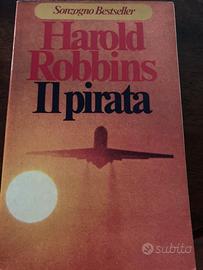 Sonzogno Bestseller
Harold
Robbins
Il pirata
subito